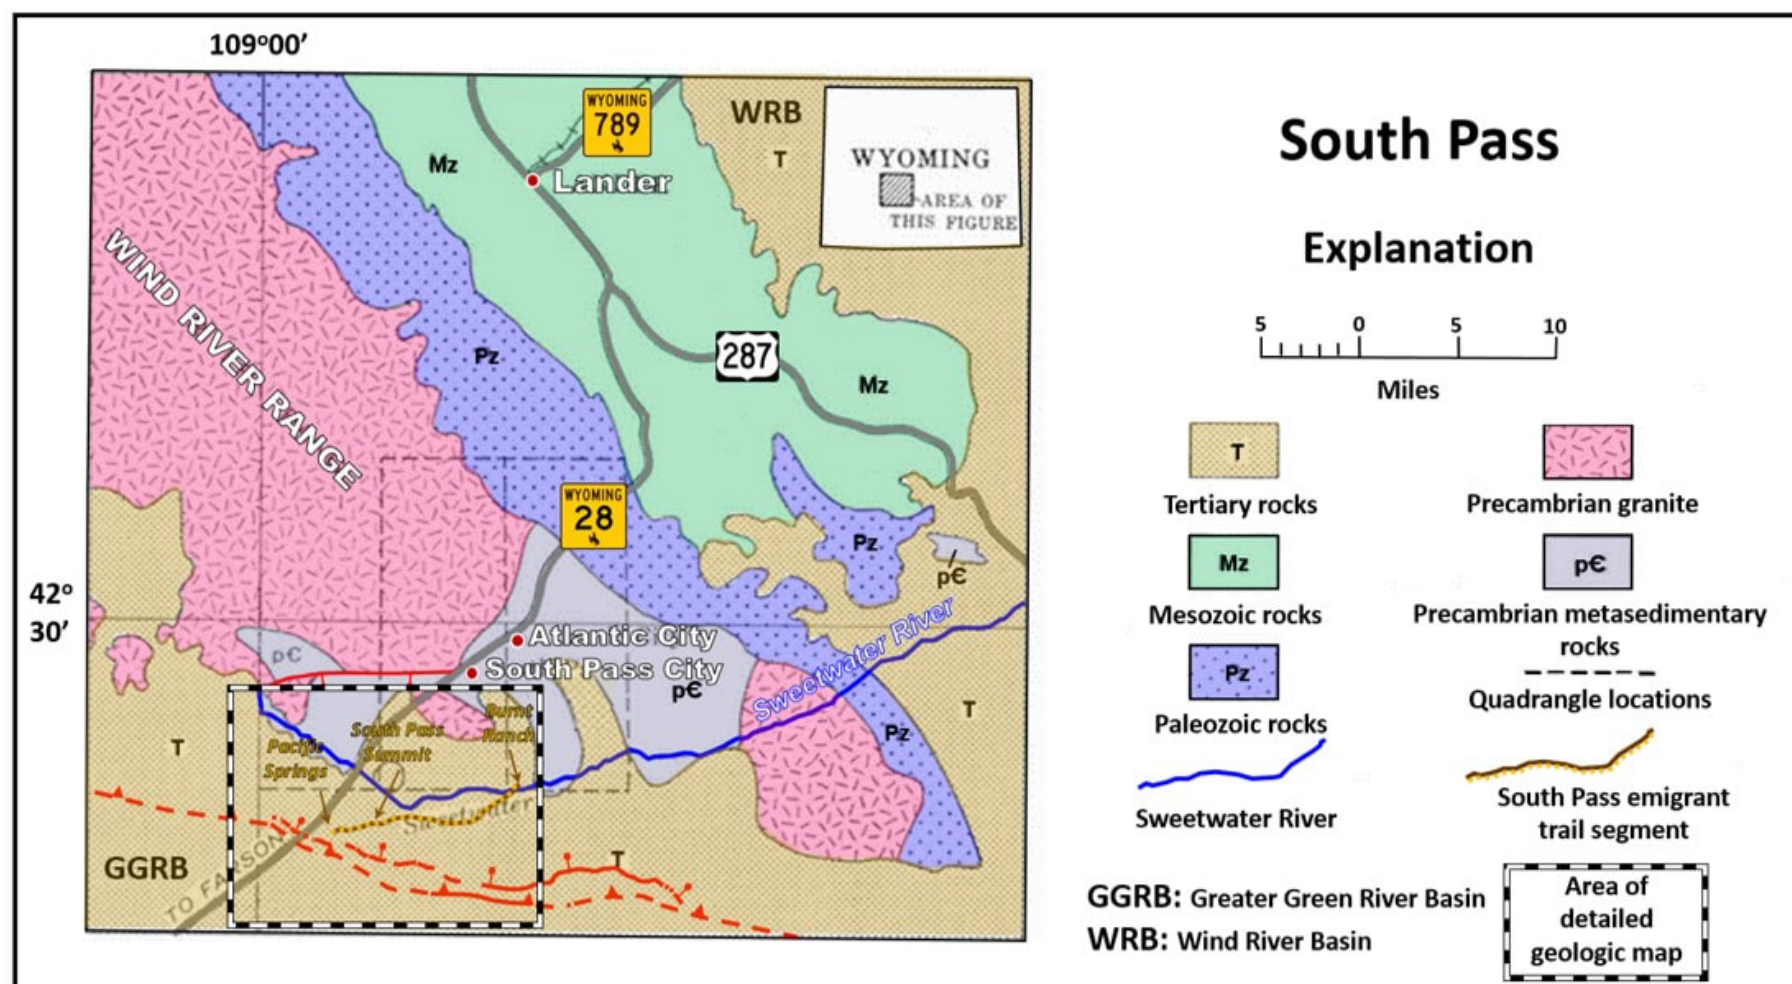 109°00’
WYOMING
789
WRB
T
WYOMING
AREA OF
THIS FIGURE
Mz
Lander
WIND RIVER RANGE
Pz
287
Mz
WYOMING
28
Pz
pЄ
42°
30’
Atlantic City
South Pass City
pЄ
pЄ
Sweetwater River
T
Pz
T
Burnt
Ranch
South Pass
Summit
Pacific
Springs
Sweetwater
GGRB
TO FARSON
T
South Pass
Explanation
5 0 5 10
Miles
T
Tertiary rocks
Precambrian granite
Mz
Mesozoic rocks
pЄ
Precambrian metasedimentary
rocks
Pz
Paleozoic rocks
Quadrangle locations
Sweetwater River
South Pass emigrant
trail segment
GGRB: Greater Green River Basin
WRB: Wind River Basin
Area of
detailed
geologic map